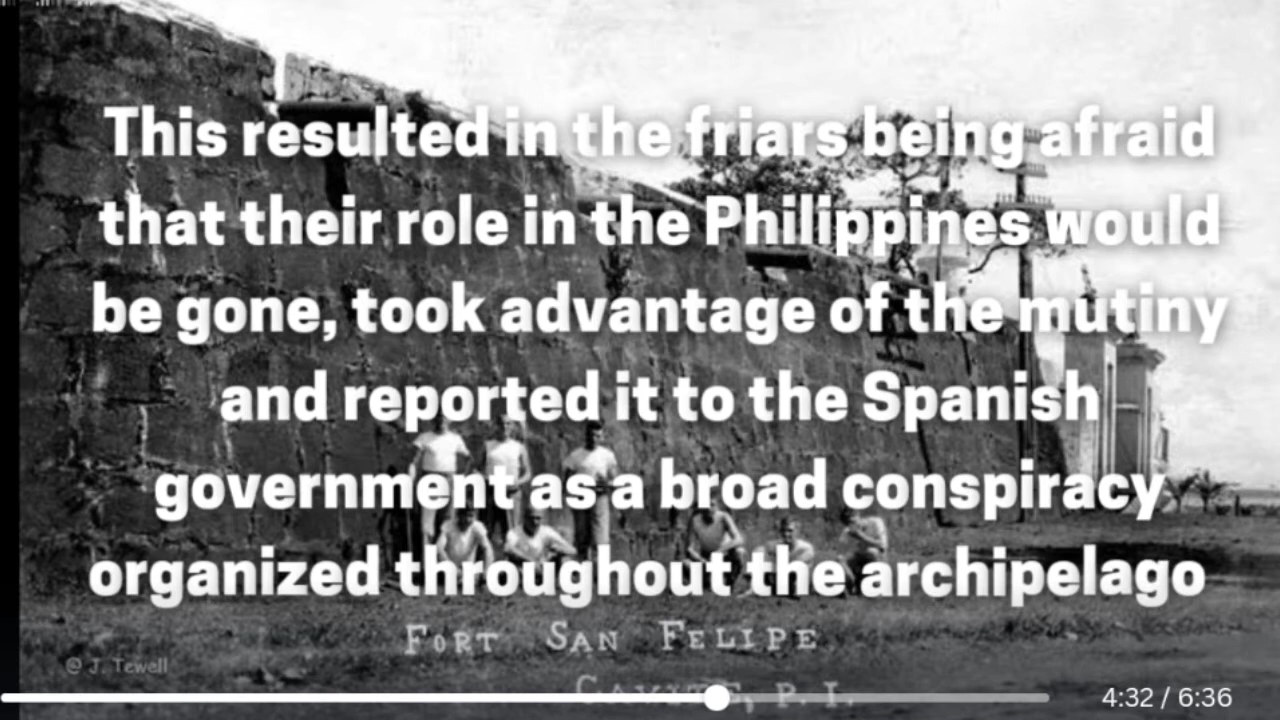 This resulted in the friars being afraid
that their role in the Philippines would
be gone, took advantage of the mutiny
and reported it to the Spanish
government as a broad conspiracy
organized throughout the archipelago
FORT SAN FELIPE
@ J. Tewell
CAVITE, P. I.
4:32 / 6:36